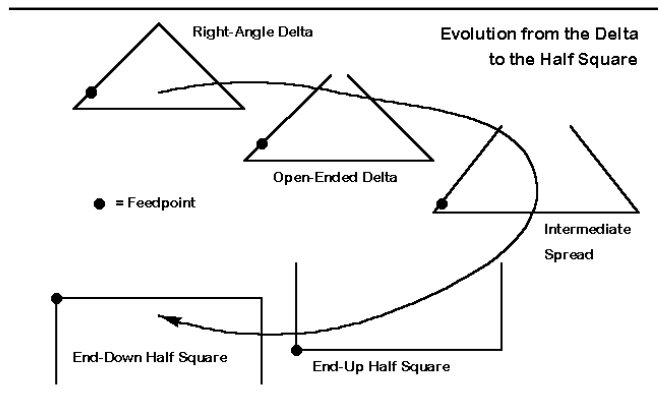 Right-Angle Delta
Evolution from the Delta
to the Half Square
Open-Ended Delta
= Feedpoint
Intermediate
Spread
End-Down Half Square
End-Up Half Square